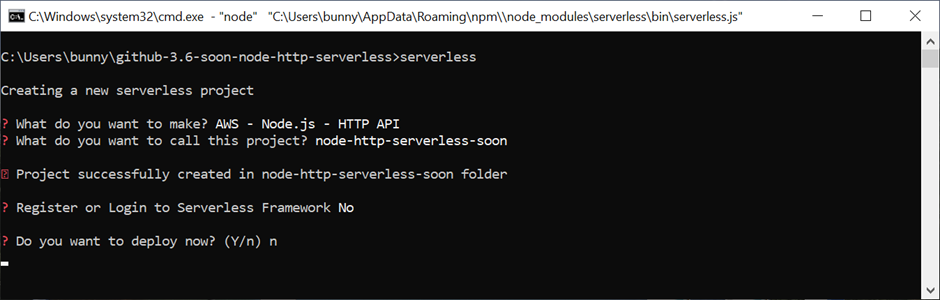 C:\Windows\system32\cmd.exe - "node" "C:\Users\bunny\AppData\Roaming\npm\\node_modules\serverless\bin\serverless.js"
C:\Users\bunny\github-3.6-soon-node-http-serverless>serverless
Creating a new serverless project
? What do you want to make? AWS - Node.js - HTTP API
? What do you want to call this project? node-http-serverless-soon
Project successfully created in node-http-serverless-soon folder
? Register or Login to Serverless Framework No
? Do you want to deploy now? (Y/n) n